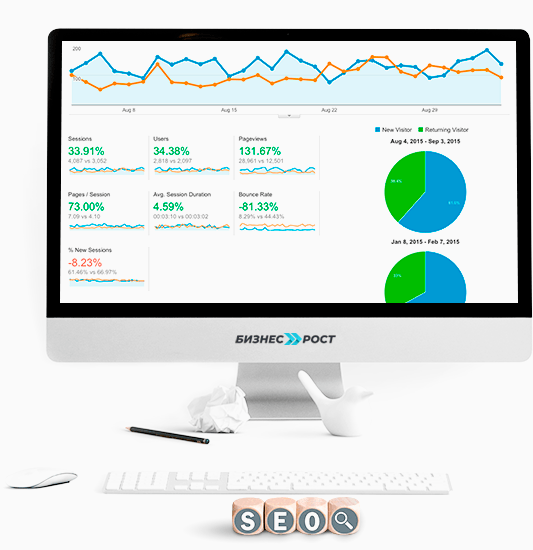 200
100
Aug 8
Aug 15
Aug 22
Aug 29
New Visitor
Returning Visitor
Aug 4, 2015 - Sep 3, 2015
Sessions
33.91%
4,087 vs 3,052
Users
34.38%
2,818 vs 2,097
Pageviews
131.67%
28,961 vs 12,501
Pages / Session
73.00%
7.09 vs 4.10
Avg. Session Duration
4.59%
00:03:10 vs 00:03:02
Bounce Rate
-81.33%
8.29% vs 44.43%
% New Sessions
-8.23%
61.46% vs 66.97%
Jan 8, 2015 - Feb 7, 2015
БИЗНЕС РОСТ
SEO